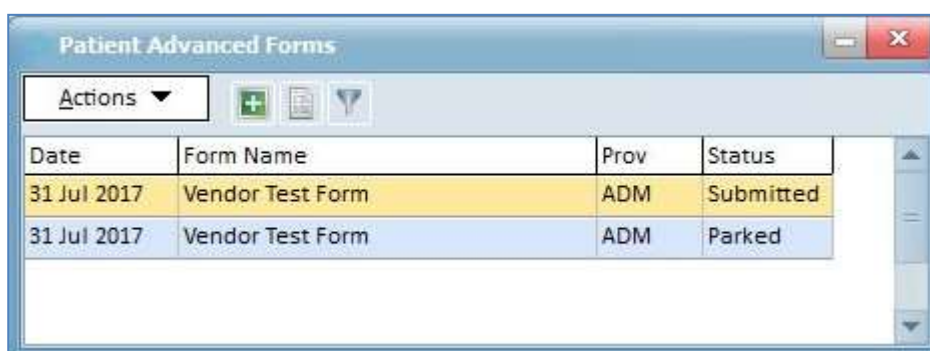 Patient Advanced Forms
Actions
Date Form Name Prov Status
31 Jul 2017 Vendor Test Form ADM Submitted
31 Jul 2017 Vendor Test Form ADM Parked